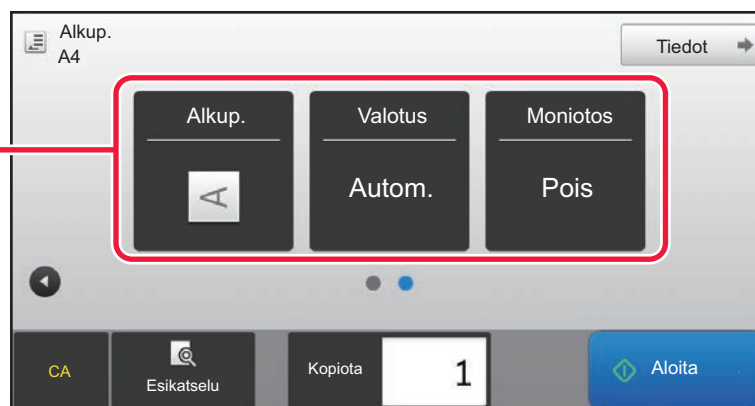 Alkup.
A4
Tiedot
Alkup.
Valotus
Moniotos
A
Autom.
Pois
CA
Esikatselu
Kopiota
1
Aloita